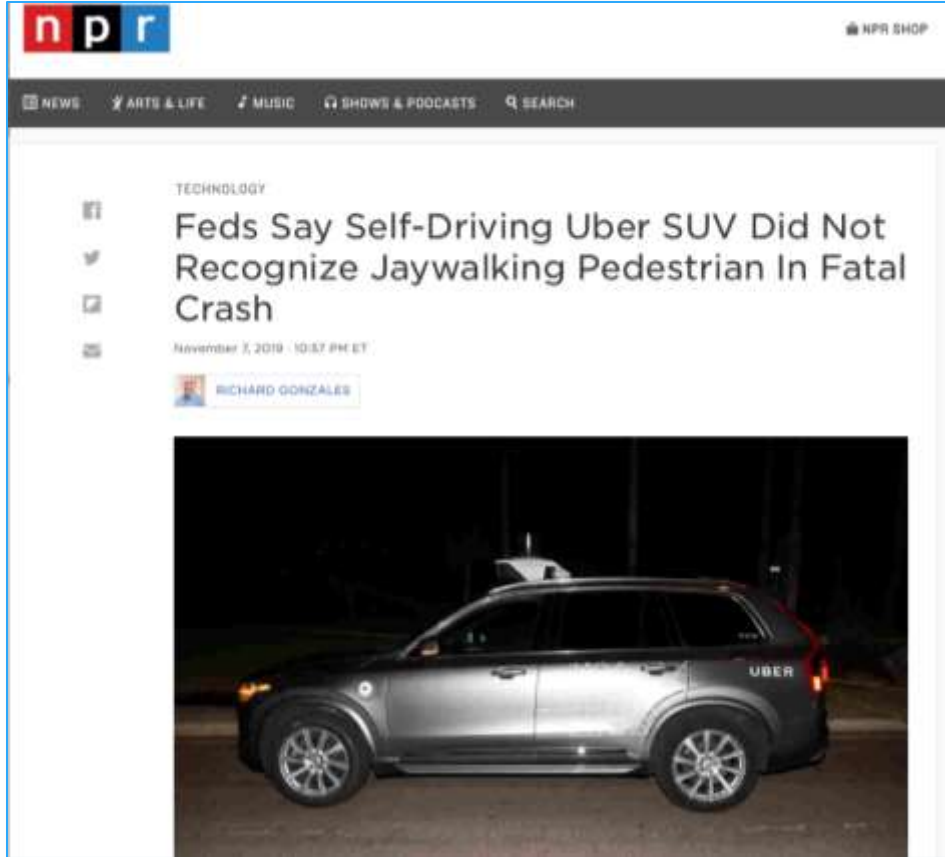 npr
NPR SHOP
NEWS ARTS & LIFE MUSIC SHOWS & PODCASTS SEARCH
TECHNOLOGY
Feds Say Self-Driving Uber SUV Did Not
Recognize Jaywalking Pedestrian In Fatal
Crash
November 7, 2019 · 10:57 PM ET
RICHARD GONZALES
UBER